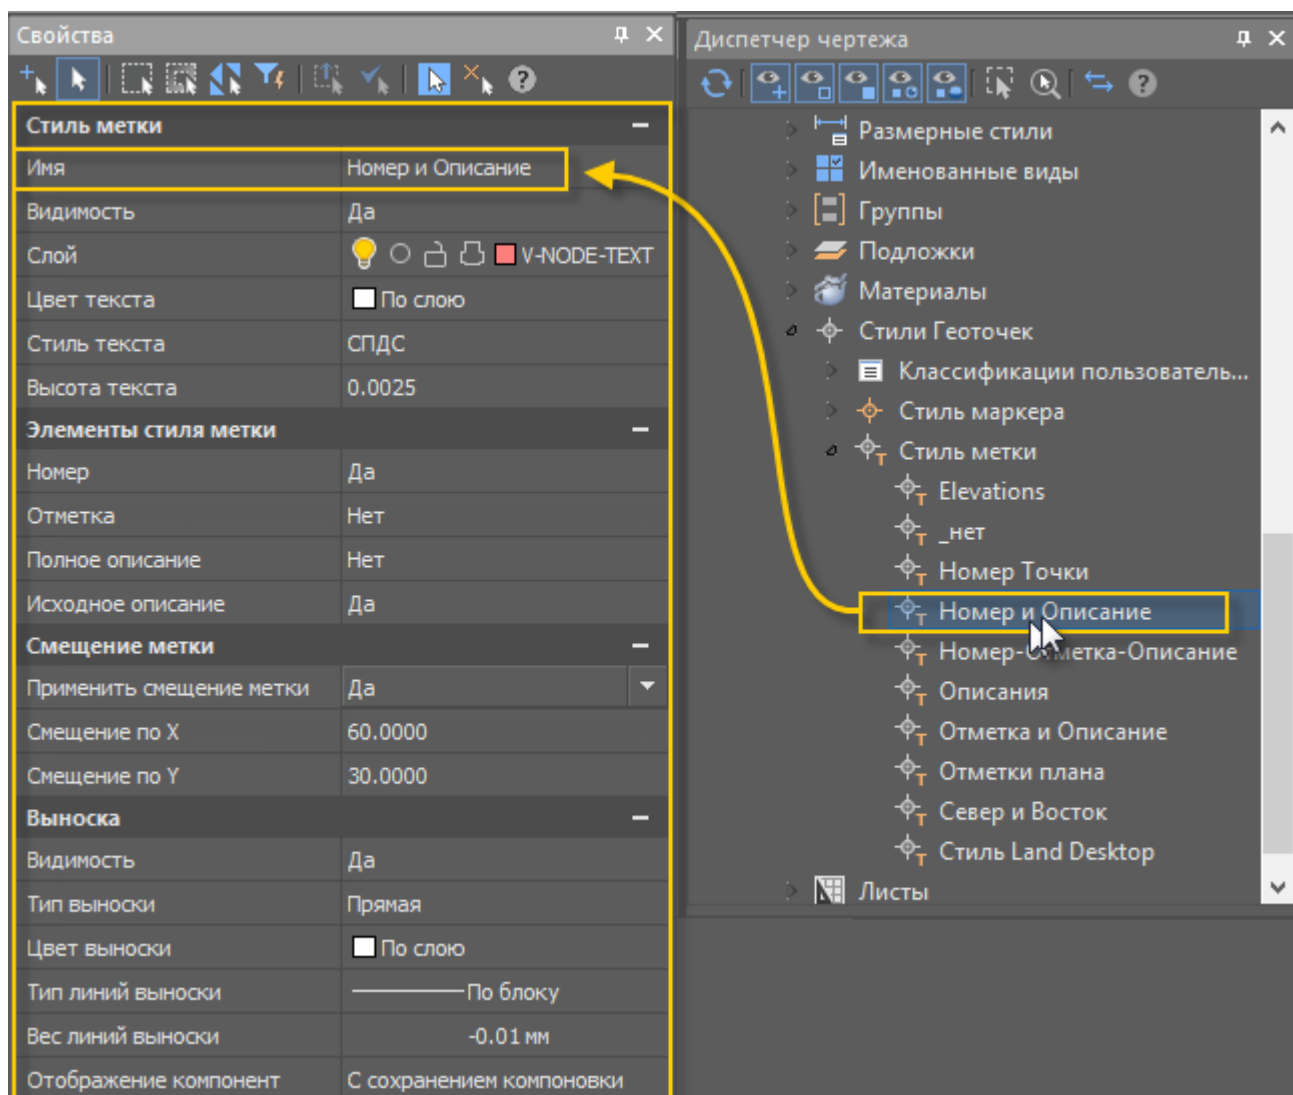 Свойства
Стиль метки
Имя Номер и Описание
Видимость Да
Слой V-NODE-TEXT
Цвет текста По слою
Стиль текста СПДС
Высота текста 0.0025
Элементы стиля метки
Номер Да
Отметка Нет
Полное описание Нет
Исходное описание Да
Смещение метки
Применить смещение метки Да
Смещение по X 60.0000
Смещение по Y 30.0000
Выноска
Видимость Да
Тип выноски Прямая
Цвет выноски По слою
Тип линий выноски По блоку
Вес линий выноски -0.01 мм
Отображение компонент С сохранением компоновки
Диспетчер чертежа
Размерные стили
Именованные виды
Группы
Подложки
Материалы
Стили Геоточек
Классификации пользователь...
Стиль маркера
Стиль метки
Elevations
_нет
Номер Точки
Номер и Описание
Номер-Отметка-Описание
Описания
Отметка и Описание
Отметки плана
Север и Восток
Стиль Land Desktop
Листы